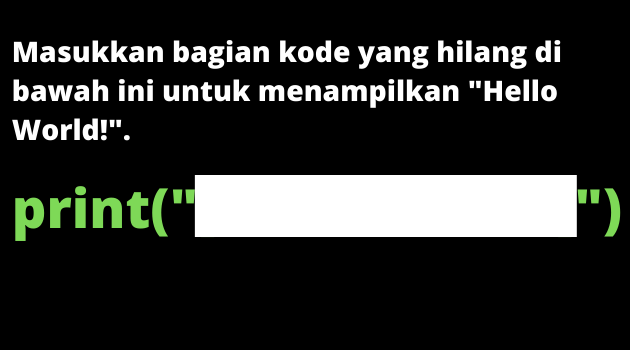 Masukkan bagian kode yang hilang di
bawah ini untuk menampilkan "Hello
World!".
print(" ")